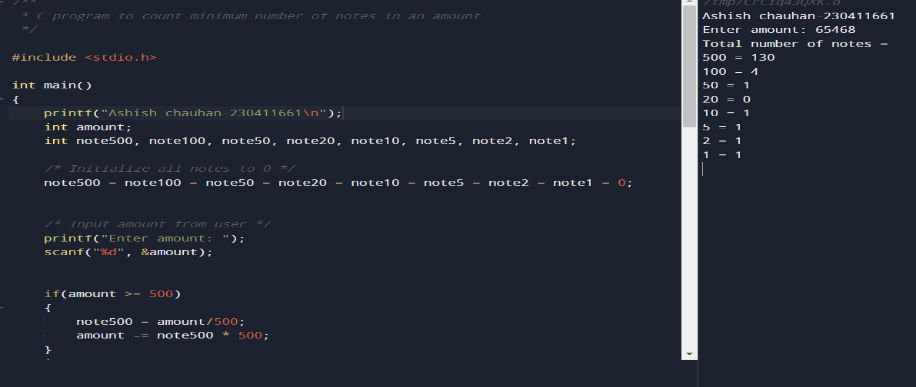 /**
* C program to count minimum number of notes in an amount
*/
#include <stdio.h>
int main()
{
printf("Ashish chauhan-230411661\n");
int amount;
int note500, note100, note50, note20, note10, note5, note2, note1;
/* Initialize all notes to 0 */
note500 = note100 = note50 = note20 = note10 = note5 = note2 = note1 = 0;
/* Input amount from user */
printf("Enter amount: ");
scanf("%d", &amount);
if(amount >= 500)
{
note500 = amount/500;
amount -= note500 * 500;
}
Ashish chauhan-230411661
Enter amount: 65468
Total number of notes =
500 = 130
100 = 4
50 = 1
20 = 0
10 = 1
5 = 1
2 = 1
1 = 1